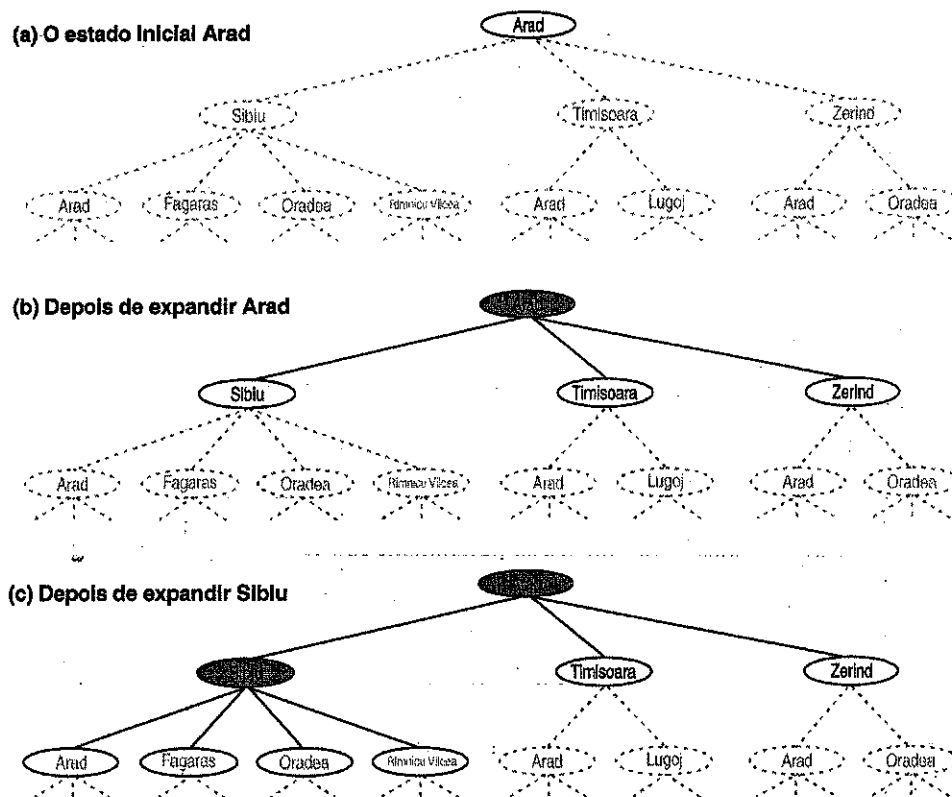 (a) O estado Inicial Arad
Arad
Sibiu Timisoara Zerind
Arad Fagaras Oradea Rimnicu Vilcea Arad Lugoj Arad Oradea
(b) Depois de expandir Arad
Sibiu Timisoara Zerind
Arad Fagaras Oradea Rimnicu Vilcea Arad Lugoj Arad Oradea
(c) Depois de expandir Sibiu
Timisoara Zerind
Arad Fagaras Oradea Rimnicu Vilcea Arad Lugoj Arad Oradea